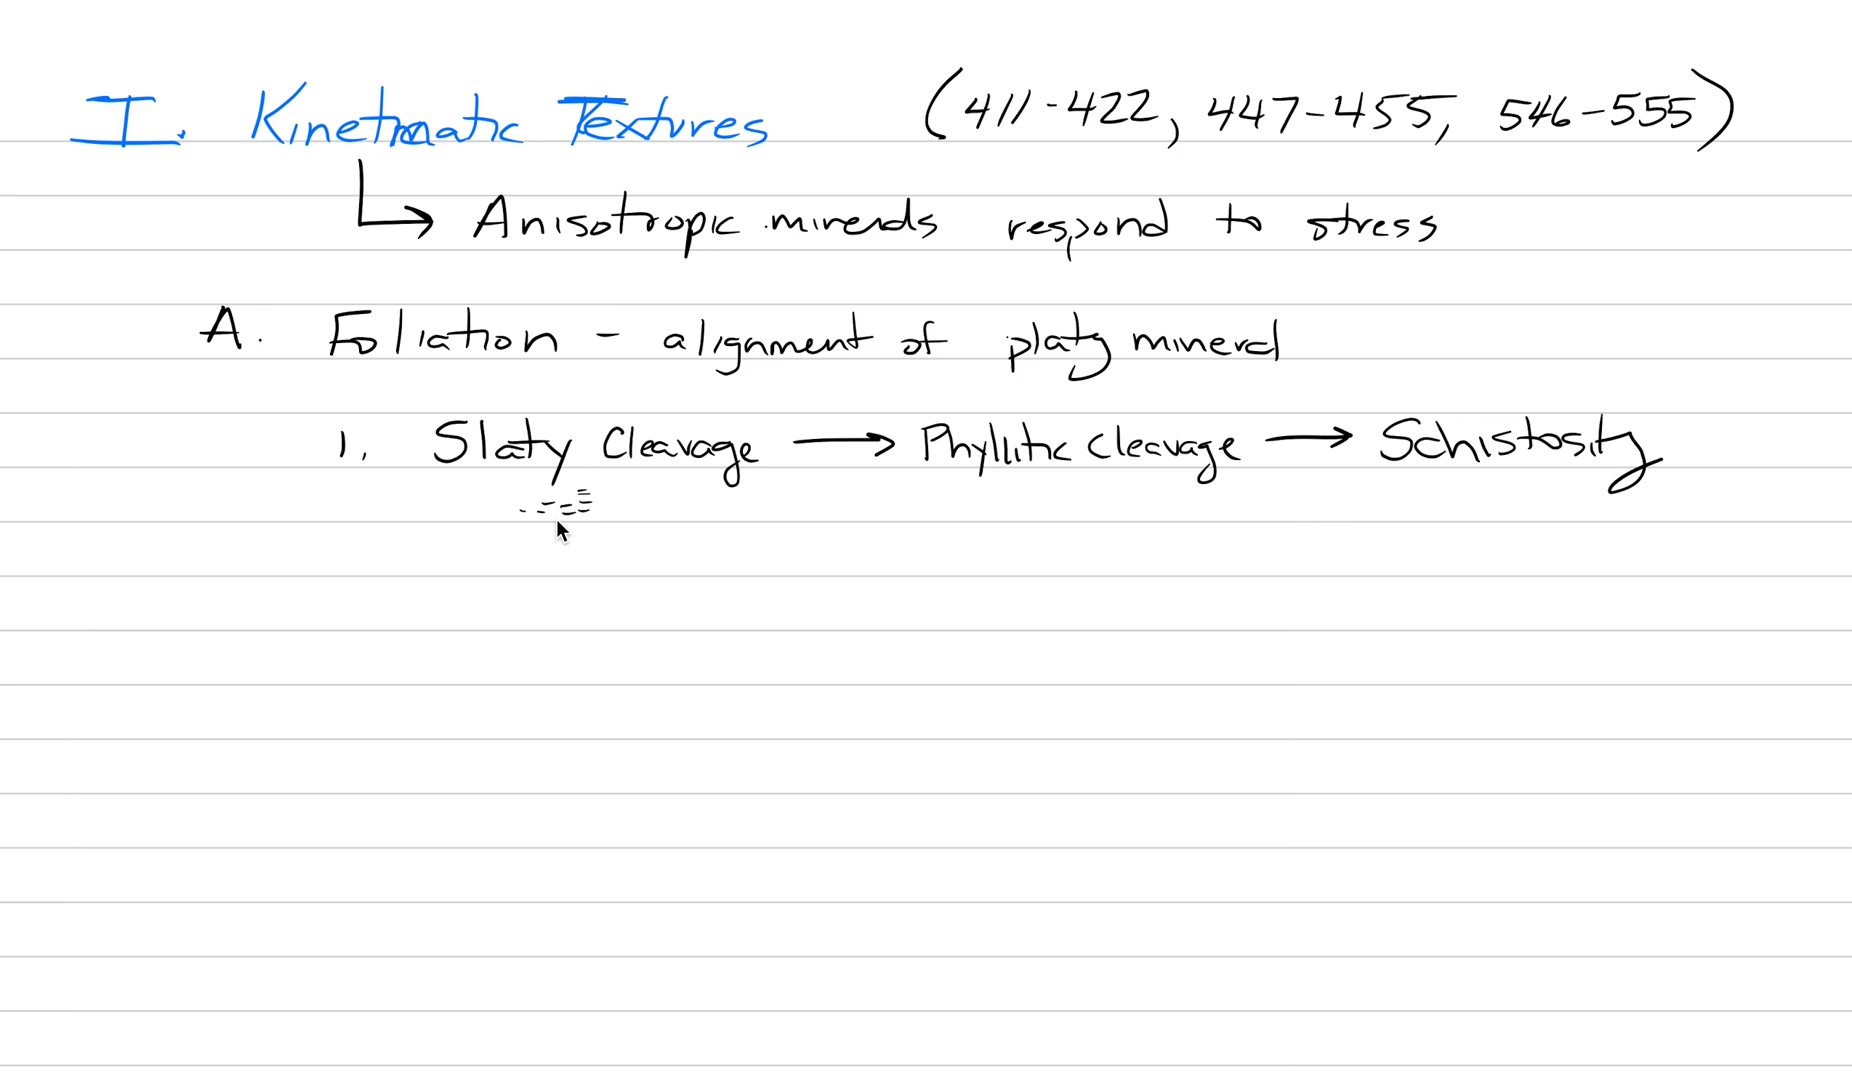 I. Kinematic Textures (411-422, 447-455, 546-555)
↳ Anisotropic minerals respond to stress
A. Foliation - alignment of platy mineral
1. Slaty Cleavage → Phyllitic Cleavage → Schistosity